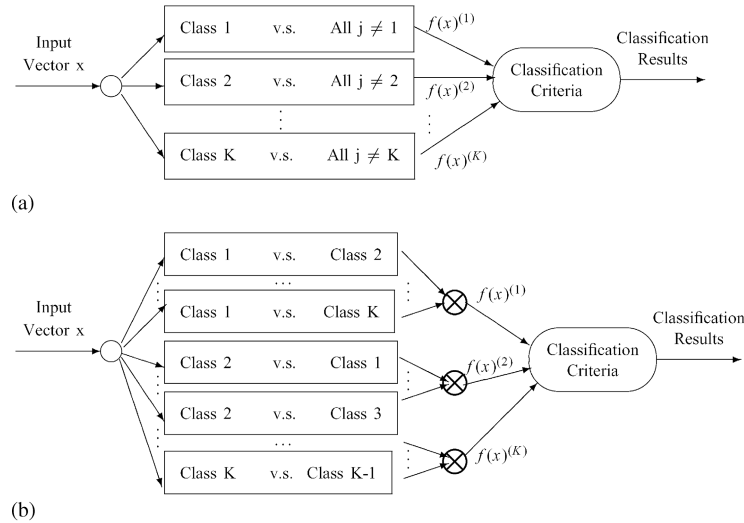 Input
Vector x
Class 1 v.s. All j ≠ 1
Class 2 v.s. All j ≠ 2
⋮
Class K v.s. All j ≠ K
f(x)^(1)
f(x)^(2)
⋮
f(x)^(K)
Classification
Criteria
Classification
Results
(a)
Input
Vector x
Class 1 v.s. Class 2
...
Class 1 v.s. Class K
Class 2 v.s. Class 1
Class 2 v.s. Class 3
...
Class K v.s. Class K-1
f(x)^(1)
f(x)^(2)
f(x)^(K)
Classification
Criteria
Classification
Results
(b)